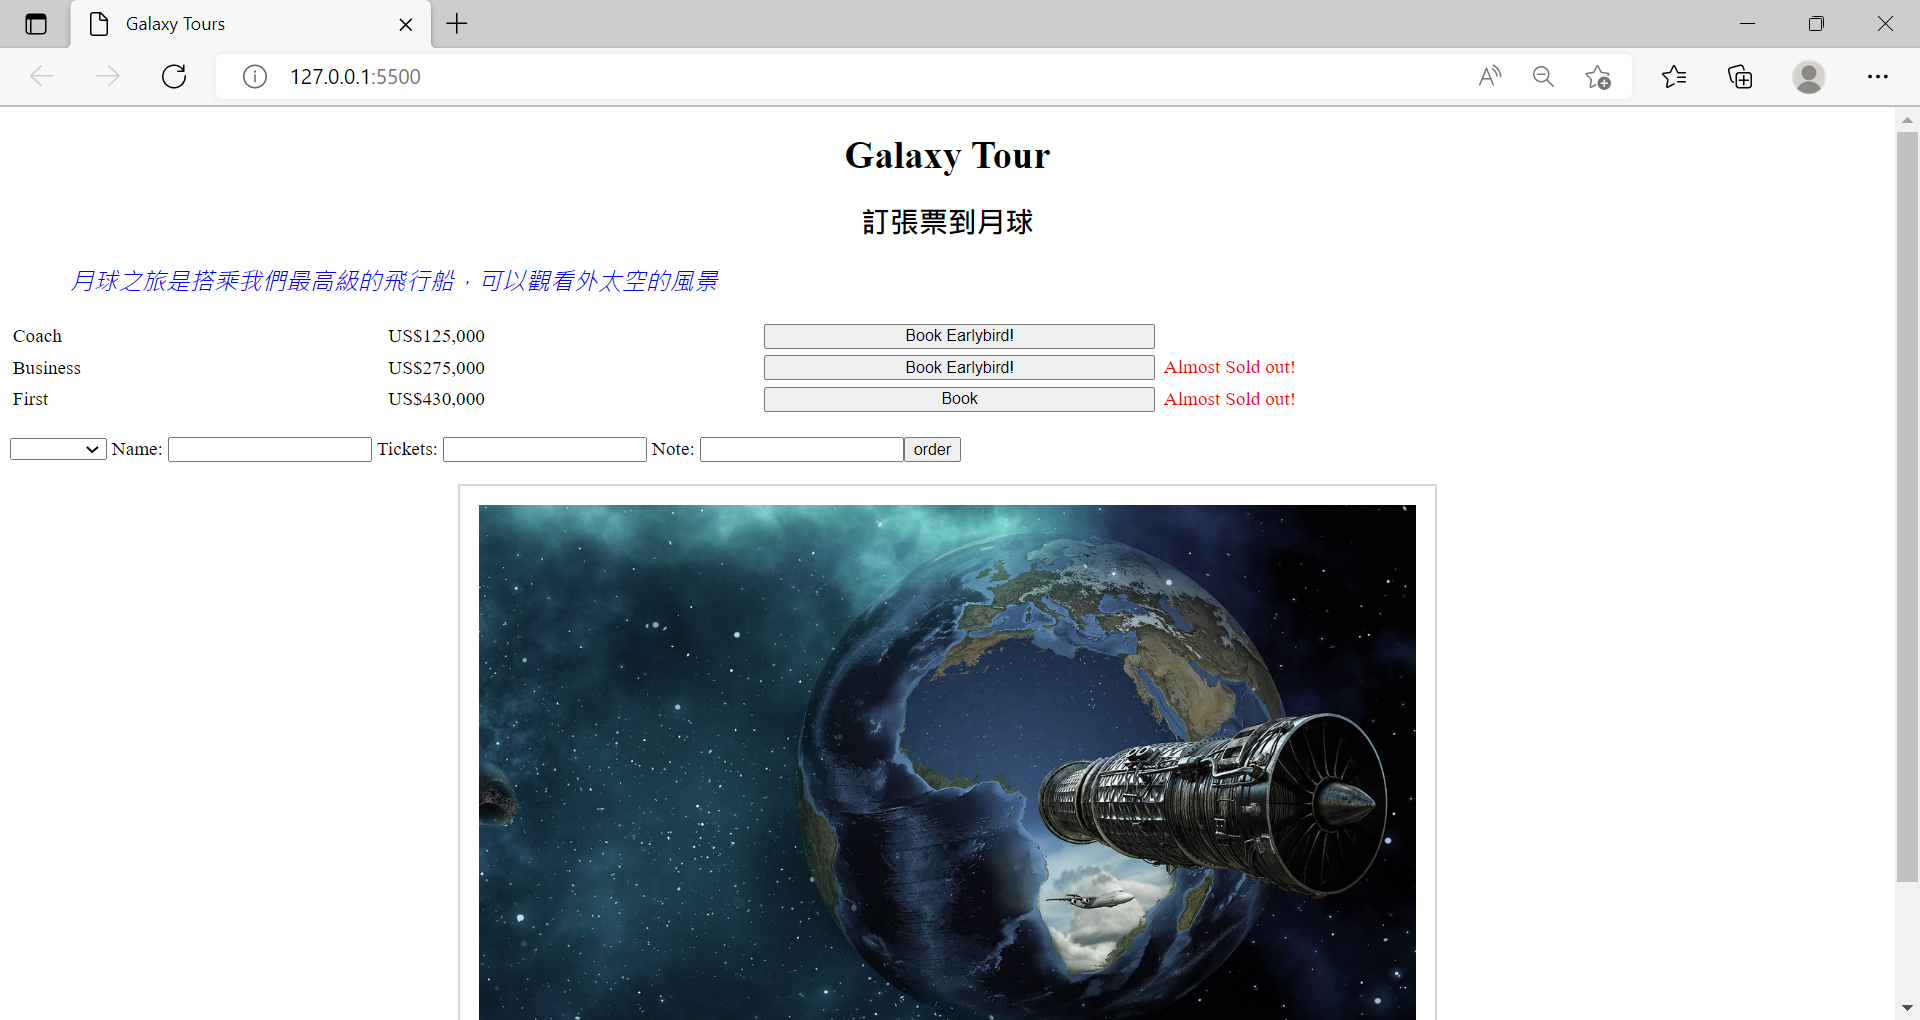 Galaxy Tours
127.0.0.1:5500
Galaxy Tour
訂張票到月球
月球之旅是搭乘我們最高級的飛行船，可以觀看外太空的風景
Coach US$125,000 Book Earlybird!
Business US$275,000 Book Earlybird! Almost Sold out!
First US$430,000 Book Almost Sold out!
Name: Tickets: Note: order